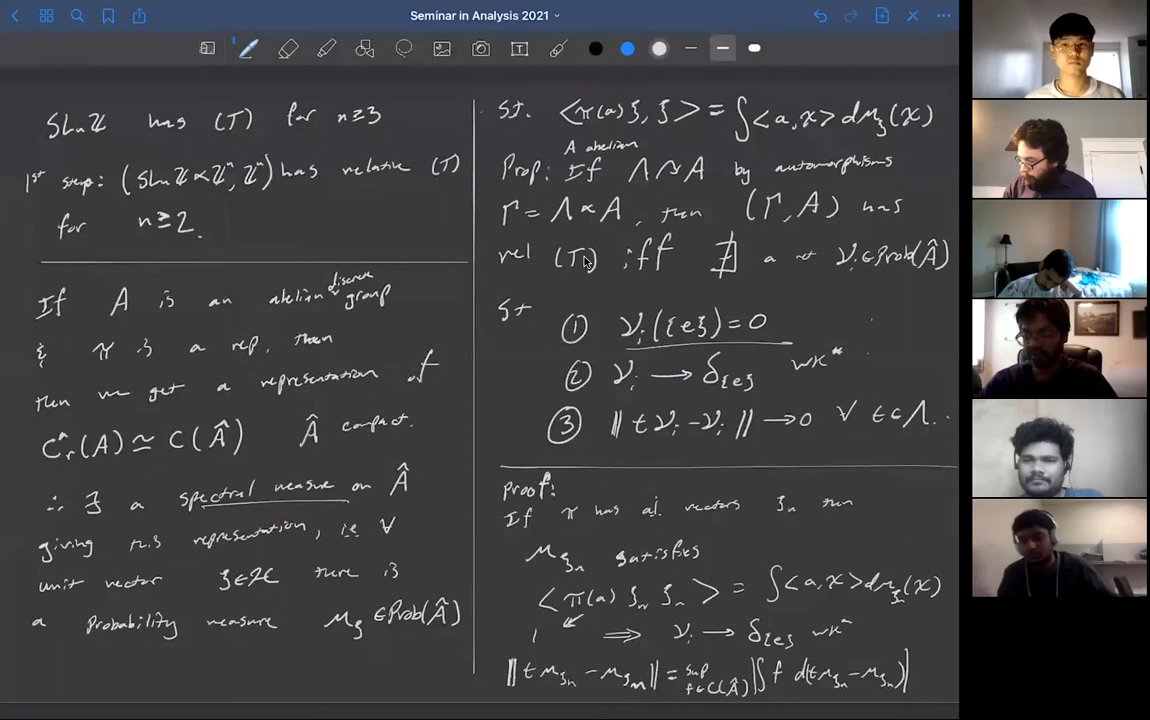 Seminar in Analysis 2021
SLnℤ has (T) for n≥3
1st step: (SLnℤ ⋉ ℤⁿ, ℤⁿ) has relative (T)
for n≥2.
If A is an abelian discrete group
& π is a rep. then
then we get a representation of
C*r(A) ≃ C(Â) Â compact.
∴ ∃ a spectral measure on Â
giving this representation, ie ∀
unit vector ξ∈ℋ there is
a probability measure μξ ∈Prob(Â)
St. <π(a)ξ, ξ> = ∫<a,x> dμξ(x)
A abelian
Prop: If Λ ↷ A by automorphisms
Γ = Λ ⋉ A, then (Γ, A) has
rel (T) iff ∄ a net νi∈Prob(Â)
St
① νi({e}) = 0
② νi → δ{e} wk*
③ ‖tνi - νi‖ → 0 ∀ t∈Λ.
Proof:
If π has a.i. vectors ξn then
μξn satisfies
<π(a) ξn, ξn> = ∫<a,x>dμξn(x)
1 ⟹ νi → δ{e} wk*
‖tμξn - μξn‖ = sup f∈C(Â) |∫ f d(tμξn - μξn)|